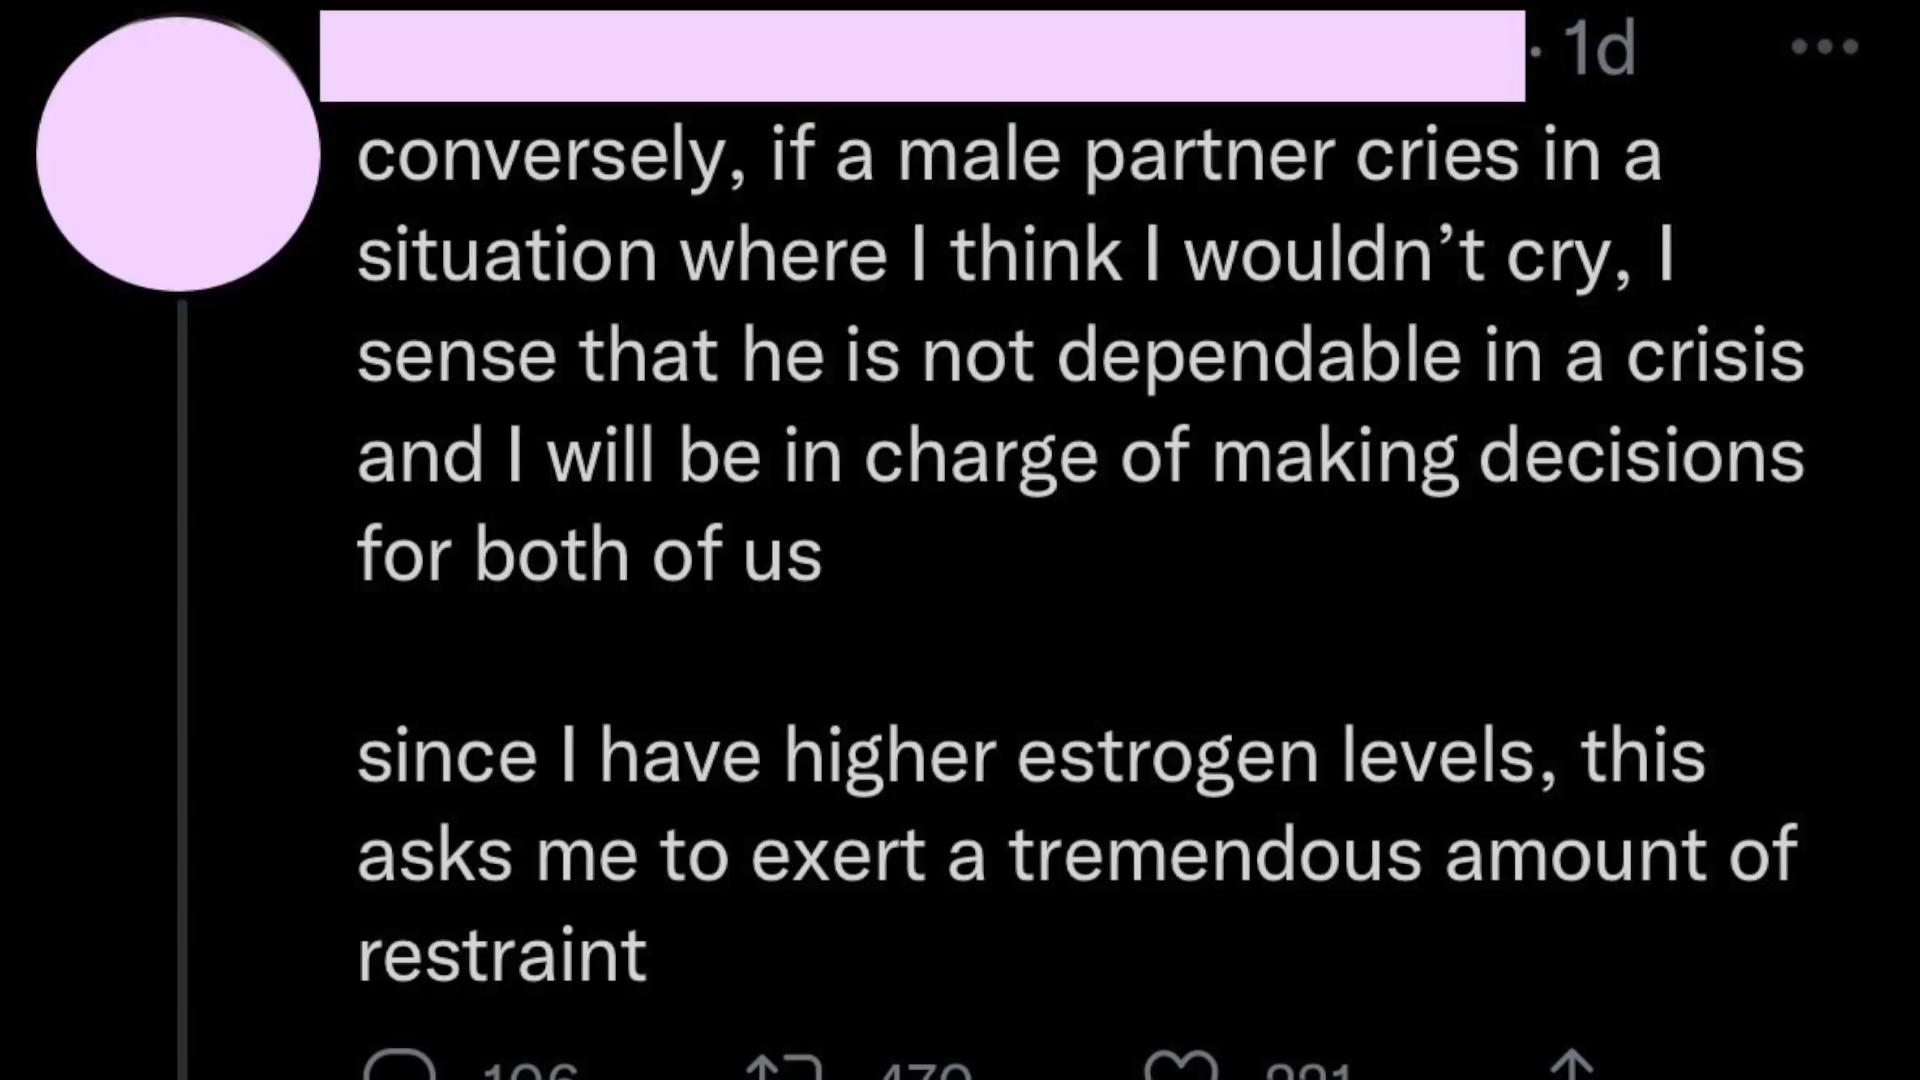 · 1d
conversely, if a male partner cries in a
situation where I think I wouldn’t cry, I
sense that he is not dependable in a crisis
and I will be in charge of making decisions
for both of us
since I have higher estrogen levels, this
asks me to exert a tremendous amount of
restraint